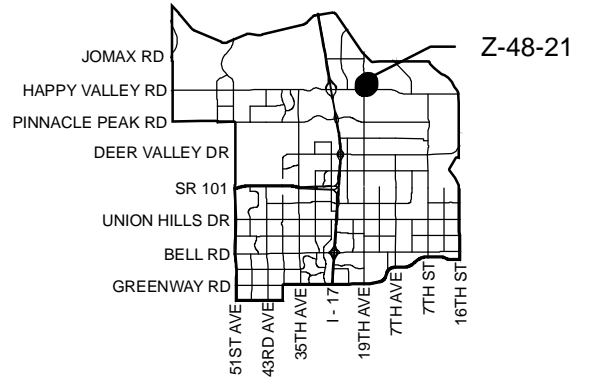 Z-48-21
JOMAX RD
HAPPY VALLEY RD
PINNACLE PEAK RD
DEER VALLEY DR
SR 101
UNION HILLS DR
BELL RD
GREENWAY RD
51ST AVE
43RD AVE
35TH AVE
I - 17
19TH AVE
7TH AVE
7TH ST
16TH ST